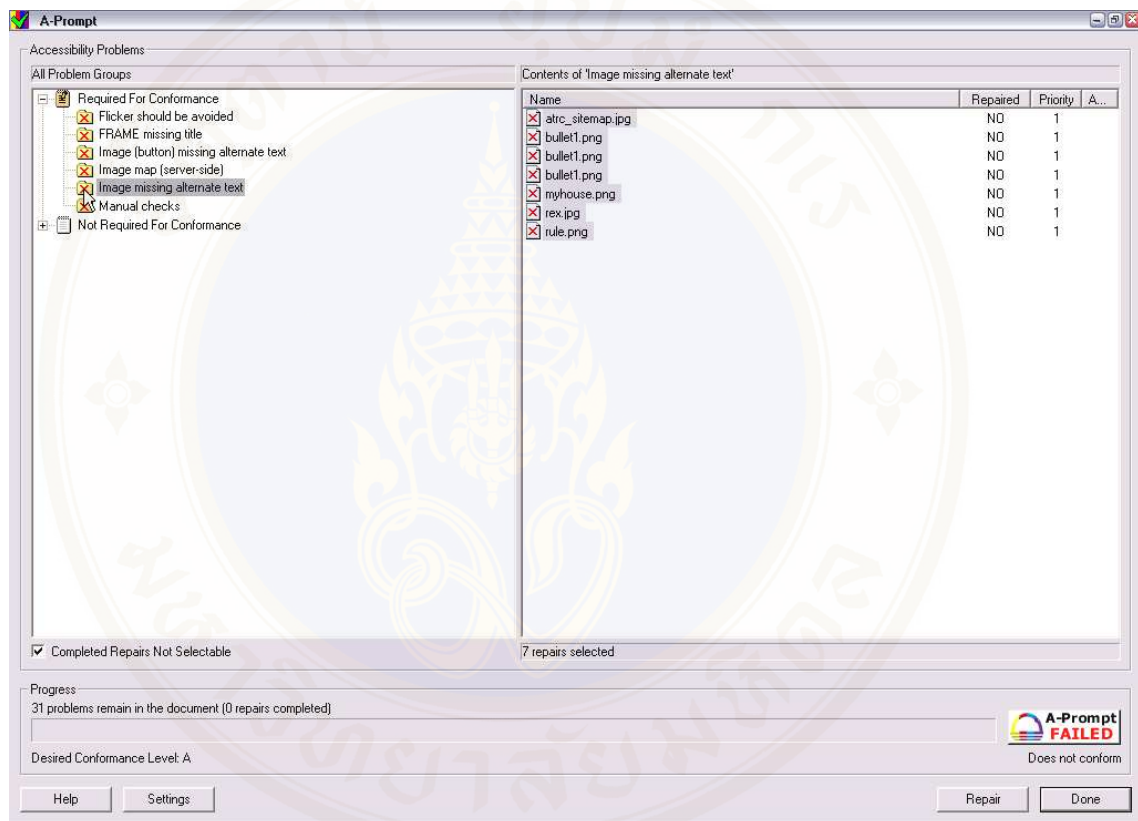 A-Prompt
Accessibility Problems
All Problem Groups
Required For Conformance
Flicker should be avoided
FRAME missing title
Image (button) missing alternate text
Image map (server-side)
Image missing alternate text
Manual checks
Not Required For Conformance
Completed Repairs Not Selectable
Contents of 'Image missing alternate text'
Name Repaired Priority A...
atrc_sitemap.jpg NO 1
bullet1.png NO 1
bullet1.png NO 1
bullet1.png NO 1
myhouse.png NO 1
rex.jpg NO 1
rule.png NO 1
7 repairs selected
Progress
31 problems remain in the document (0 repairs completed)
A-Prompt
FAILED
Desired Conformance Level: A
Does not conform
Help
Settings
Repair
Done